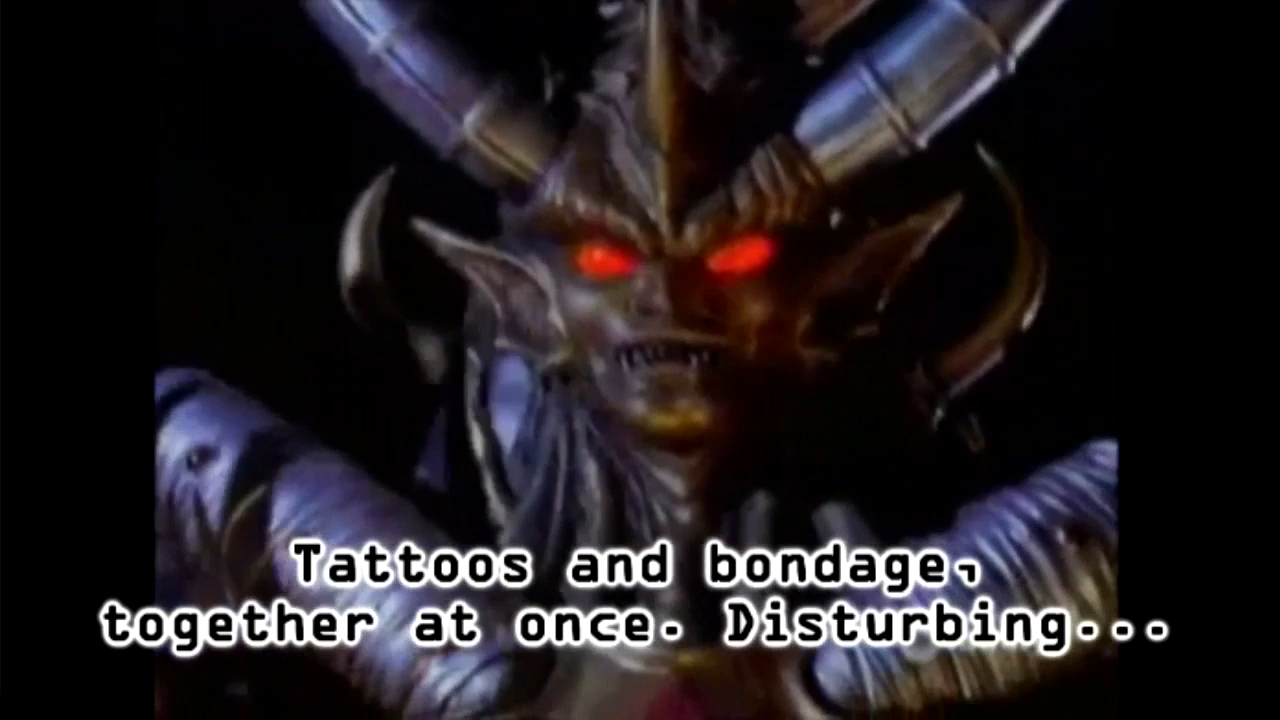 Tattoos and bondage,
together at once. Disturbing...